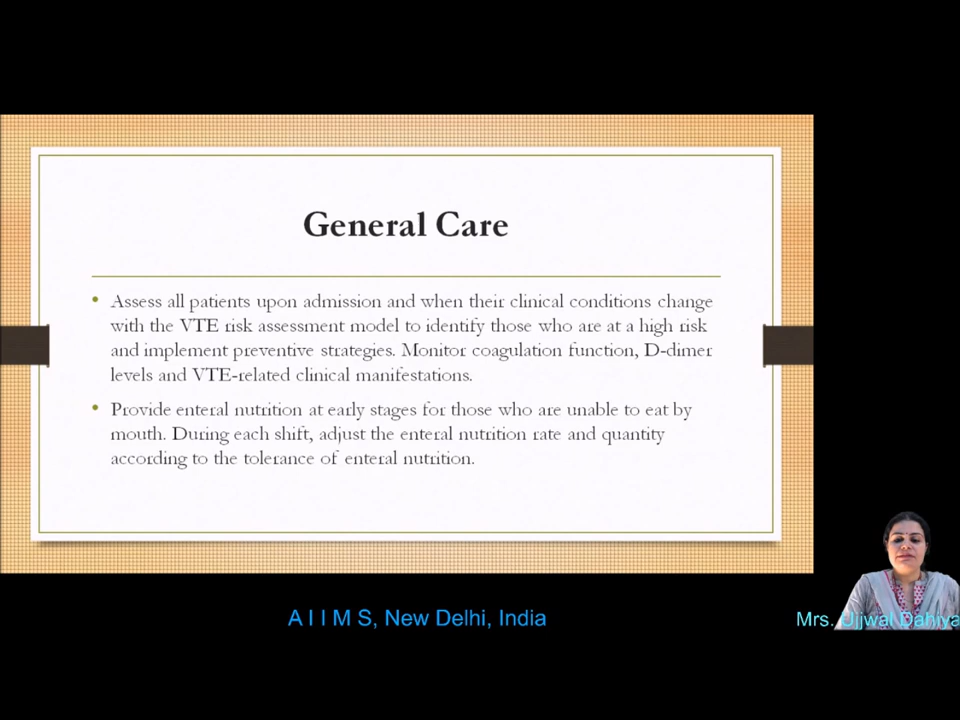 General Care
• Assess all patients upon admission and when their clinical conditions change
with the VTE risk assessment model to identify those who are at a high risk
and implement preventive strategies. Monitor coagulation function, D-dimer
levels and VTE-related clinical manifestations.
• Provide enteral nutrition at early stages for those who are unable to eat by
mouth. During each shift, adjust the enteral nutrition rate and quantity
according to the tolerance of enteral nutrition.
A I I M S, New Delhi, India
Mrs. Ujjwal Dahiya